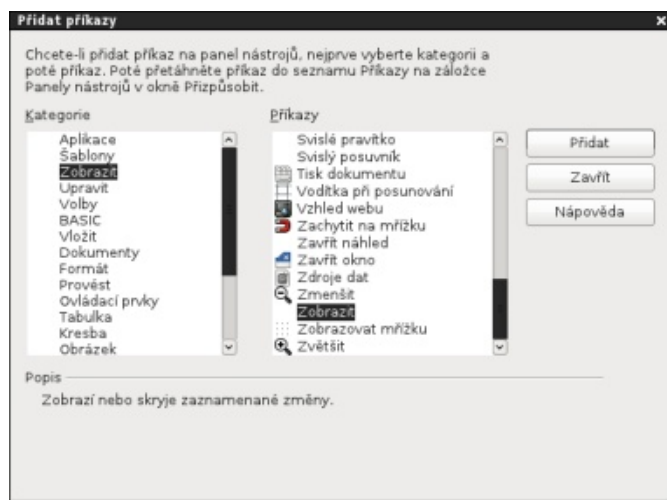 Přidat příkazy
Chcete-li přidat příkaz na panel nástrojů, nejprve vyberte kategorii a
poté příkaz. Poté přetáhněte příkaz do seznamu Příkazy na záložce
Panely nástrojů v okně Přizpůsobit.
Kategorie
Aplikace
Šablony
Zobrazit
Upravit
Volby
BASIC
Vložit
Dokumenty
Formát
Provést
Ovládací prvky
Tabulka
Kresba
Obrázek
Příkazy
Svislé pravítko
Svislý posuvník
Tisk dokumentu
Vodítka při posunování
Vzhled webu
Zachytit na mřížku
Zavřít náhled
Zavřít okno
Zdroje dat
Zmenšit
Zobrazit
Zobrazovat mřížku
Zvětšit
Přidat
Zavřít
Nápověda
Popis
Zobrazí nebo skryje zaznamenané změny.